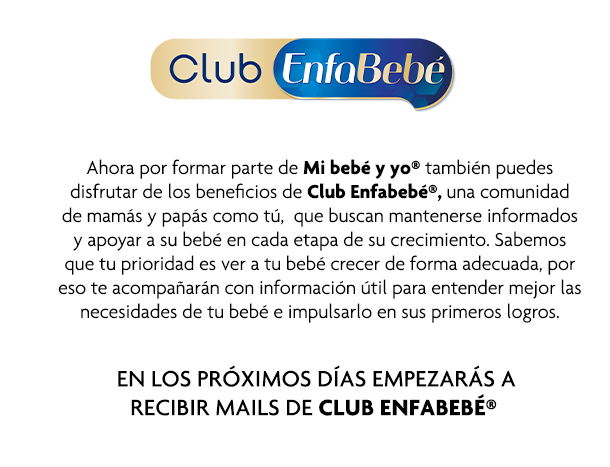 Club EnfaBebé
Ahora por formar parte de Mi bebé y yo® también puedes
disfrutar de los beneficios de Club Enfabebé®, una comunidad
de mamás y papás como tú, que buscan mantenerse informados
y apoyar a su bebé en cada etapa de su crecimiento. Sabemos
que tu prioridad es ver a tu bebé crecer de forma adecuada, por
eso te acompañarán con información útil para entender mejor las
necesidades de tu bebé e impulsarlo en sus primeros logros.
EN LOS PRÓXIMOS DÍAS EMPEZARÁS A
RECIBIR MAILS DE CLUB ENFABEBÉ®